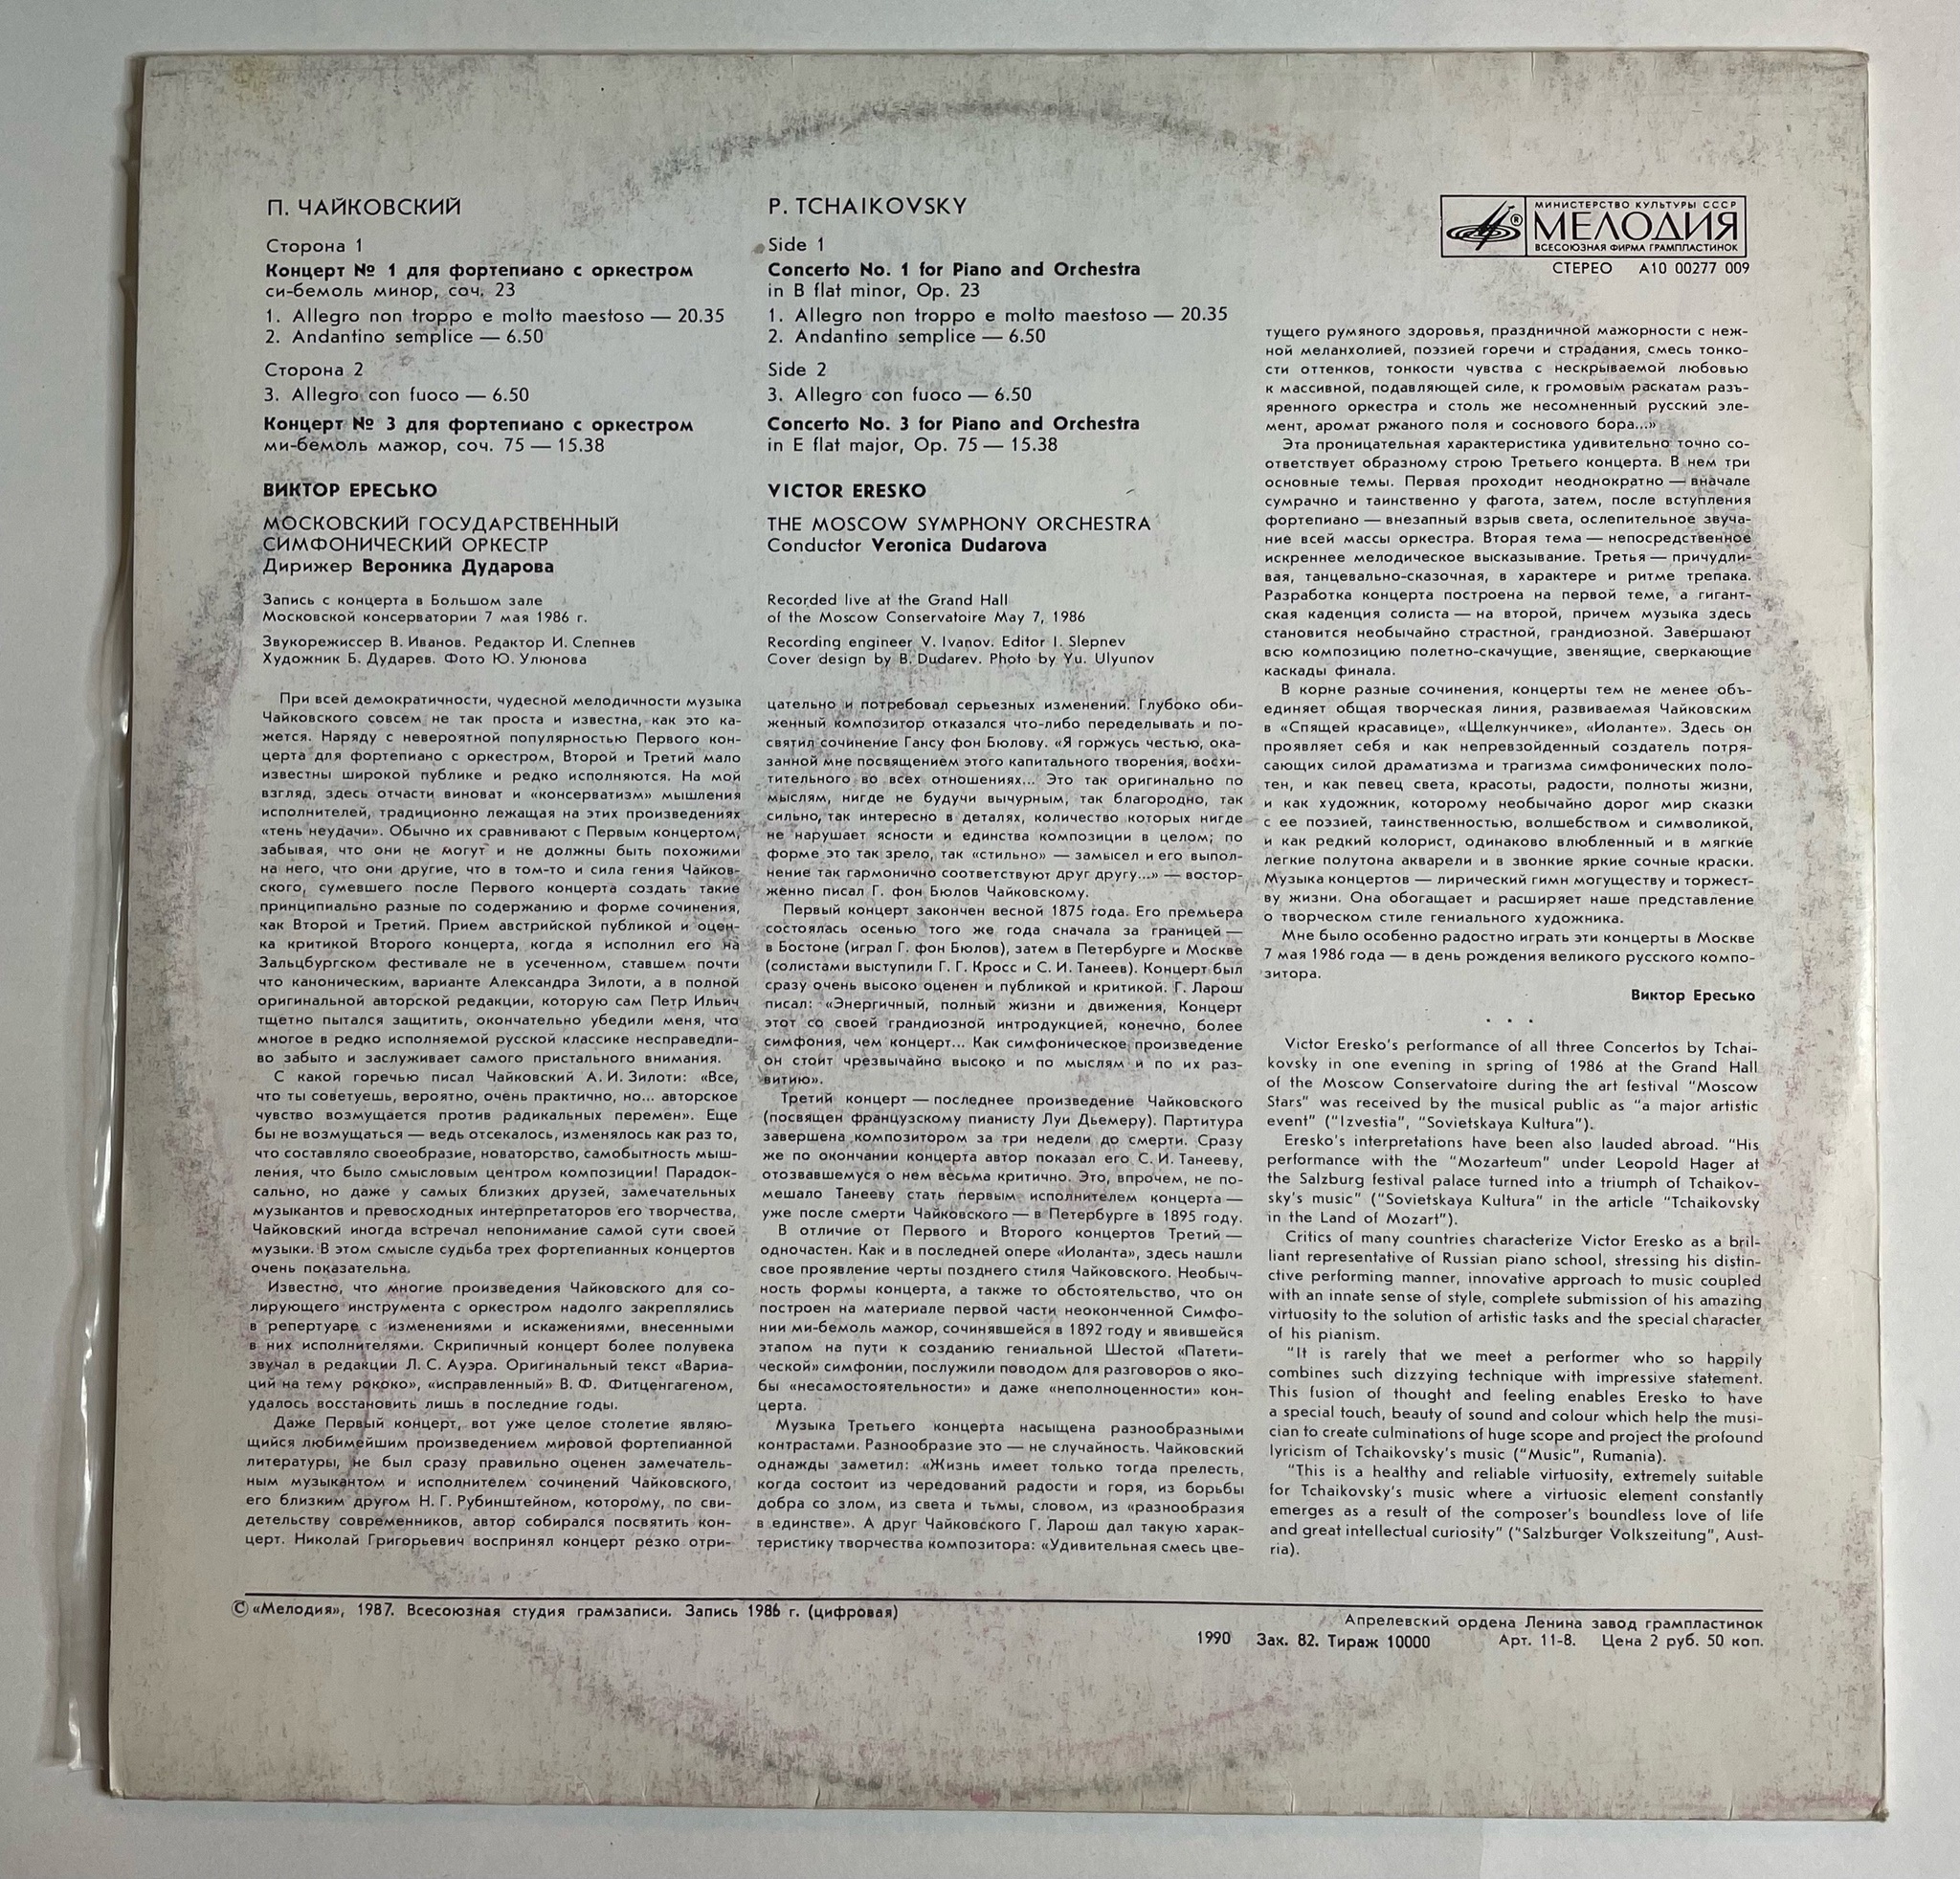 П. ЧАЙКОВСКИЙ
Сторона 1
Концерт № 1 для фортепиано с оркестром
си-бемоль минор, соч. 23
1. Allegro non troppo e molto maestoso — 20.35
2. Andantino semplice — 6.50
Сторона 2
3. Allegro con fuoco — 6.50
Концерт № 3 для фортепиано с оркестром
ми-бемоль мажор, соч. 75 — 15.38
ВИКТОР ЕРЕСЬКО
МОСКОВСКИЙ ГОСУДАРСТВЕННЫЙ
СИМФОНИЧЕСКИЙ ОРКЕСТР
Дирижер Вероника Дударова
Запись с концерта в Большом зале
Московской консерватории 7 мая 1986 г.
Звукорежиссер В. Иванов. Редактор И. Слепнев
Художник Б. Дударев. Фото Ю. Улюнова
P. TCHAIKOVSKY
Side 1
Concerto No. 1 for Piano and Orchestra
in B flat minor, Op. 23
1. Allegro non troppo e molto maestoso — 20.35
2. Andantino semplice — 6.50
Side 2
3. Allegro con fuoco — 6.50
Concerto No. 3 for Piano and Orchestra
in E flat major, Op. 75 — 15.38
VICTOR ERESKO
THE MOSCOW SYMPHONY ORCHESTRA
Conductor Veronica Dudarova
Recorded live at the Grand Hall
of the Moscow Conservatoire May 7, 1986
Recording engineer V. Ivanov. Editor I. Slepnev
Cover design by B. Dudarev. Photo by Yu. Ulyunov
МИНИСТЕРСТВО КУЛЬТУРЫ СССР
® МЕЛОДИЯ
ВСЕСОЮЗНАЯ ФИРМА ГРАМПЛАСТИНОК
СТЕРЕО А10 00277 009
При всей демократичности, чудесной мелодичности музыка
Чайковского совсем не так проста и известна, как это ка-
жется. Наряду с невероятной популярностью Первого кон-
церта для фортепиано с оркестром, Второй и Третий мало
известны широкой публике и редко исполняются. На мой
взгляд, здесь отчасти виноват и «консерватизм» мышления
исполнителей, традиционно лежащая на этих произведениях
«тень неудачи». Обычно их сравнивают с Первым концертом,
забывая, что они не могут и не должны быть похожими
на него, что они другие, что в том-то и сила гения Чайков-
ского, сумевшего после Первого концерта создать такие
принципиально разные по содержанию и форме сочинения,
как Второй и Третий. Прием австрийской публикой и оцен-
ка критикой Второго концерта, когда я исполнил его на
Зальцбургском фестивале не в усеченном, ставшем почти
что каноническим, варианте Александра Зилоти, а в полной
оригинальной авторской редакции, которую сам Петр Ильич
тщетно пытался защитить, окончательно убедили меня, что
многое в редко исполняемой русской классике несправедли-
во забыто и заслуживает самого пристального внимания.
С какой горечью писал Чайковский А. И. Зилоти: «Все,
что ты советуешь, вероятно, очень практично, но... авторское
чувство возмущается против радикальных перемен». Еще
бы не возмущаться — ведь отсекалось, изменялось как раз то,
что составляло своеобразие, новаторство, самобытность мыш-
ления, что было смысловым центром композиции! Парадок-
сально, но даже у самых близких друзей, замечательных
музыкантов и превосходных интерпретаторов его творчества,
Чайковский иногда встречал непонимание самой сути своей
музыки. В этом смысле судьба трех фортепианных концертов
очень показательна.
Известно, что многие произведения Чайковского для со-
лирующего инструмента с оркестром надолго закреплялись
в репертуаре с изменениями и искажениями, внесенными
в них исполнителями. Скрипичный концерт более полувека
звучал в редакции Л. С. Ауэра. Оригинальный текст «Вариа-
ций на тему рококо», «исправленный» В. Ф. Фитценгагеном,
удалось восстановить лишь в последние годы.
Даже Первый концерт, вот уже целое столетие являю-
щийся любимейшим произведением мировой фортепианной
литературы, не был сразу правильно оценен замечатель-
ным музыкантом и исполнителем сочинений Чайковского,
его близким другом Н. Г. Рубинштейном, которому, по сви-
детельству современников, автор собирался посвятить кон-
церт. Николай Григорьевич воспринял концерт резко отри-
цательно и потребовал серьезных изменений. Глубоко оби-
женный композитор отказался что-либо переделывать и по-
святил сочинение Гансу фон Бюлову. «Я горжусь честью, ока-
занной мне посвящением этого капитального творения, восхи-
тительного во всех отношениях... Это так оригинально по
мыслям, нигде не будучи вычурным, так благородно, так
сильно, так интересно в деталях, количество которых нигде
не нарушает ясности и единства композиции в целом; по
форме это так зрело, так «стильно» — замысел и его выпол-
нение так гармонично соответствуют друг другу...» — востор-
женно писал Г. фон Бюлов Чайковскому.
Первый концерт закончен весной 1875 года. Его премьера
состоялась осенью того же года сначала за границей —
в Бостоне (играл Г. фон Бюлов), затем в Петербурге и Москве
(солистами выступили Г. Г. Кросс и С. И. Танеев). Концерт был
сразу очень высоко оценен и публикой и критикой. Г. Ларош
писал: «Энергичный, полный жизни и движения, Концерт
этот со своей грандиозной интродукцией, конечно, более
симфония, чем концерт... Как симфоническое произведение
он стоит чрезвычайно высоко и по мыслям и по их раз-
витию».
Третий концерт — последнее произведение Чайковского
(посвящен французскому пианисту Луи Дьемеру). Партитура
завершена композитором за три недели до смерти. Сразу
же по окончании концерта автор показал его С. И. Танееву,
отозвавшемуся о нем весьма критично. Это, впрочем, не по-
мешало Танееву стать первым исполнителем концерта —
уже после смерти Чайковского — в Петербурге в 1895 году.
В отличие от Первого и Второго концертов Третий —
одночастен. Как и в последней опере «Иоланта», здесь нашли
свое проявление черты позднего стиля Чайковского. Необыч-
ность формы концерта, а также то обстоятельство, что он
построен на материале первой части неоконченной Симфо-
нии ми-бемоль мажор, сочинявшейся в 1892 году и явившейся
этапом на пути к созданию гениальной Шестой «Патети-
ческой» симфонии, послужили поводом для разговоров о яко-
бы «несамостоятельности» и даже «неполноценности» кон-
церта.
Музыка Третьего концерта насыщена разнообразными
контрастами. Разнообразие это — не случайность. Чайковский
однажды заметил: «Жизнь имеет только тогда прелесть,
когда состоит из чередований радости и горя, из борьбы
добра со злом, из света и тьмы, словом, из «разнообразия
в единстве». А друг Чайковского Г. Ларош дал такую харак-
теристику творчества композитора: «Удивительная смесь цве-
тущего румяного здоровья, праздничной мажорности с неж-
ной меланхолией, поэзией горечи и страдания, смесь тонко-
сти оттенков, тонкости чувства с нескрываемой любовью
к массивной, подавляющей силе, к громовым раскатам разъ-
яренного оркестра и столь же несомненный русский эле-
мент, аромат ржаного поля и соснового бора...»
Эта проницательная характеристика удивительно точно со-
ответствует образному строю Третьего концерта. В нем три
основные темы. Первая проходит неоднократно — вначале
сумрачно и таинственно у фагота, затем, после вступления
фортепиано — внезапный взрыв света, ослепительное звуча-
ние всей массы оркестра. Вторая тема — непосредственное
искреннее мелодическое высказывание. Третья — причудли-
вая, танцевально-сказочная, в характере и ритме трепака.
Разработка концерта построена на первой теме, а гигант-
ская каденция солиста — на второй, причем музыка здесь
становится необычайно страстной, грандиозной. Завершают
всю композицию полетно-скачущие, звенящие, сверкающие
каскады финала.
В корне разные сочинения, концерты тем не менее объ-
единяет общая творческая линия, развиваемая Чайковским
в «Спящей красавице», «Щелкунчике», «Иоланте». Здесь он
проявляет себя и как непревзойденный создатель потря-
сающих силой драматизма и трагизма симфонических поло-
тен, и как певец света, красоты, радости, полноты жизни,
и как художник, которому необычайно дорог мир сказки
с ее поэзией, таинственностью, волшебством и символикой,
и как редкий колорист, одинаково влюбленный и в мягкие
легкие полутона акварели и в звонкие яркие сочные краски.
Музыка концертов — лирический гимн могуществу и торжест-
ву жизни. Она обогащает и расширяет наше представление
о творческом стиле гениального художника.
Мне было особенно радостно играть эти концерты в Москве
7 мая 1986 года — в день рождения великого русского компо-
зитора.
Виктор Ересько
. . .
Victor Eresko's performance of all three Concertos by Tchai-
kovsky in one evening in spring of 1986 at the Grand Hall
of the Moscow Conservatoire during the art festival "Moscow
Stars" was received by the musical public as "a major artistic
event" ("Izvestia", "Sovietskaya Kultura").
Eresko's interpretations have been also lauded abroad. "His
performance with the "Mozarteum" under Leopold Hager at
the Salzburg festival palace turned into a triumph of Tchaikov-
sky's music" ("Sovietskaya Kultura" in the article "Tchaikovsky
in the Land of Mozart").
Critics of many countries characterize Victor Eresko as a bril-
liant representative of Russian piano school, stressing his distin-
ctive performing manner, innovative approach to music coupled
with an innate sense of style, complete submission of his amazing
virtuosity to the solution of artistic tasks and the special character
of his pianism.
"It is rarely that we meet a performer who so happily
combines such dizzying technique with impressive statement.
This fusion of thought and feeling enables Eresko to have
a special touch, beauty of sound and colour which help the musi-
cian to create culminations of huge scope and project the profound
lyricism of Tchaikovsky's music ("Music", Rumania).
"This is a healthy and reliable virtuosity, extremely suitable
for Tchaikovsky's music where a virtuosic element constantly
emerges as a result of the composer's boundless love of life
and great intellectual curiosity" ("Salzburger Volkszeitung", Aust-
ria).
© «Мелодия», 1987. Всесоюзная студия грамзаписи. Запись 1986 г. (цифровая)
Апрелевский ордена Ленина завод грампластинок
1990 Зак. 82. Тираж 10000 Арт. 11-8. Цена 2 руб. 50 коп.